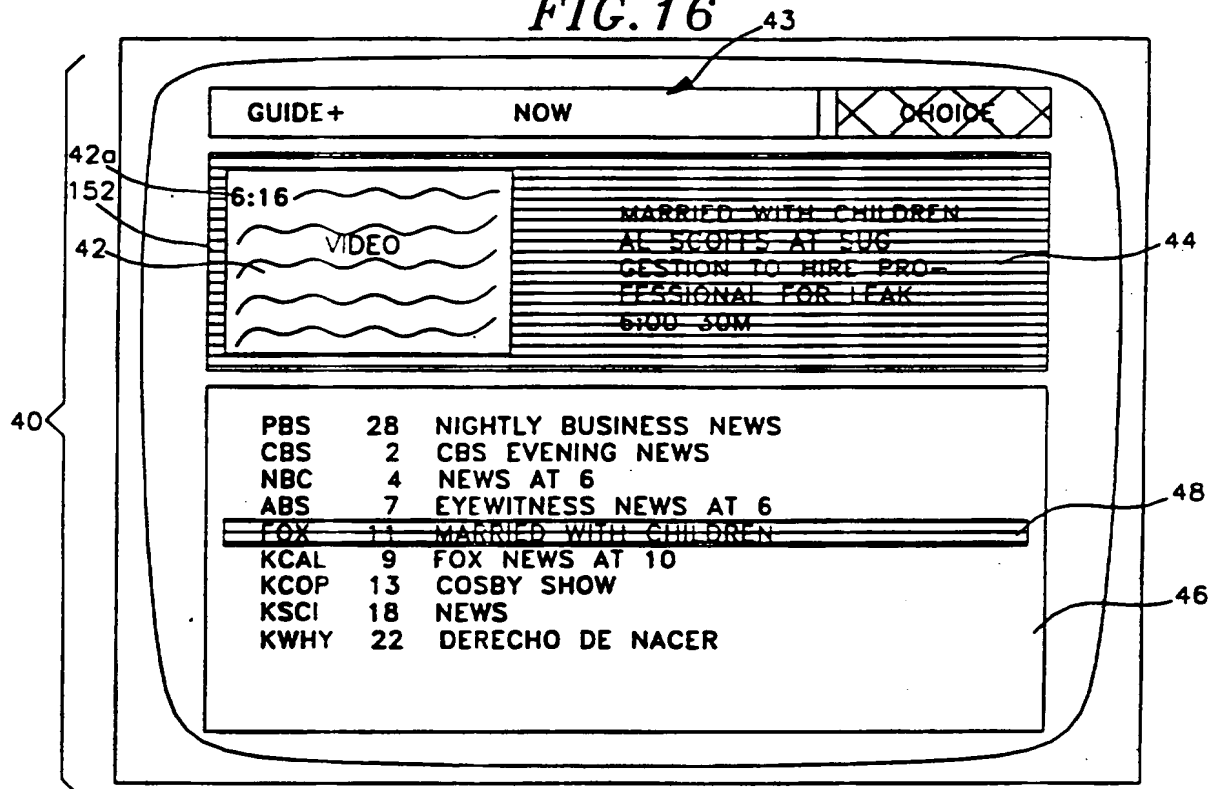 FIG. 16
43
GUIDE+ NOW CHOICE
42a
152
42
6:16
VIDEO
MARRIED WITH CHILDREN
AL SCOFFS AT SUG
GESTION TO HIRE PRO-
FESSIONAL FOR LEAK
6:00 30M
44
40
PBS 28 NIGHTLY BUSINESS NEWS
CBS 2 CBS EVENING NEWS
NBC 4 NEWS AT 6
ABS 7 EYEWITNESS NEWS AT 6
FOX 11 MARRIED WITH CHILDREN
48
KCAL 9 FOX NEWS AT 10
KCOP 13 COSBY SHOW
KSCI 18 NEWS
46
KWHY 22 DERECHO DE NACER